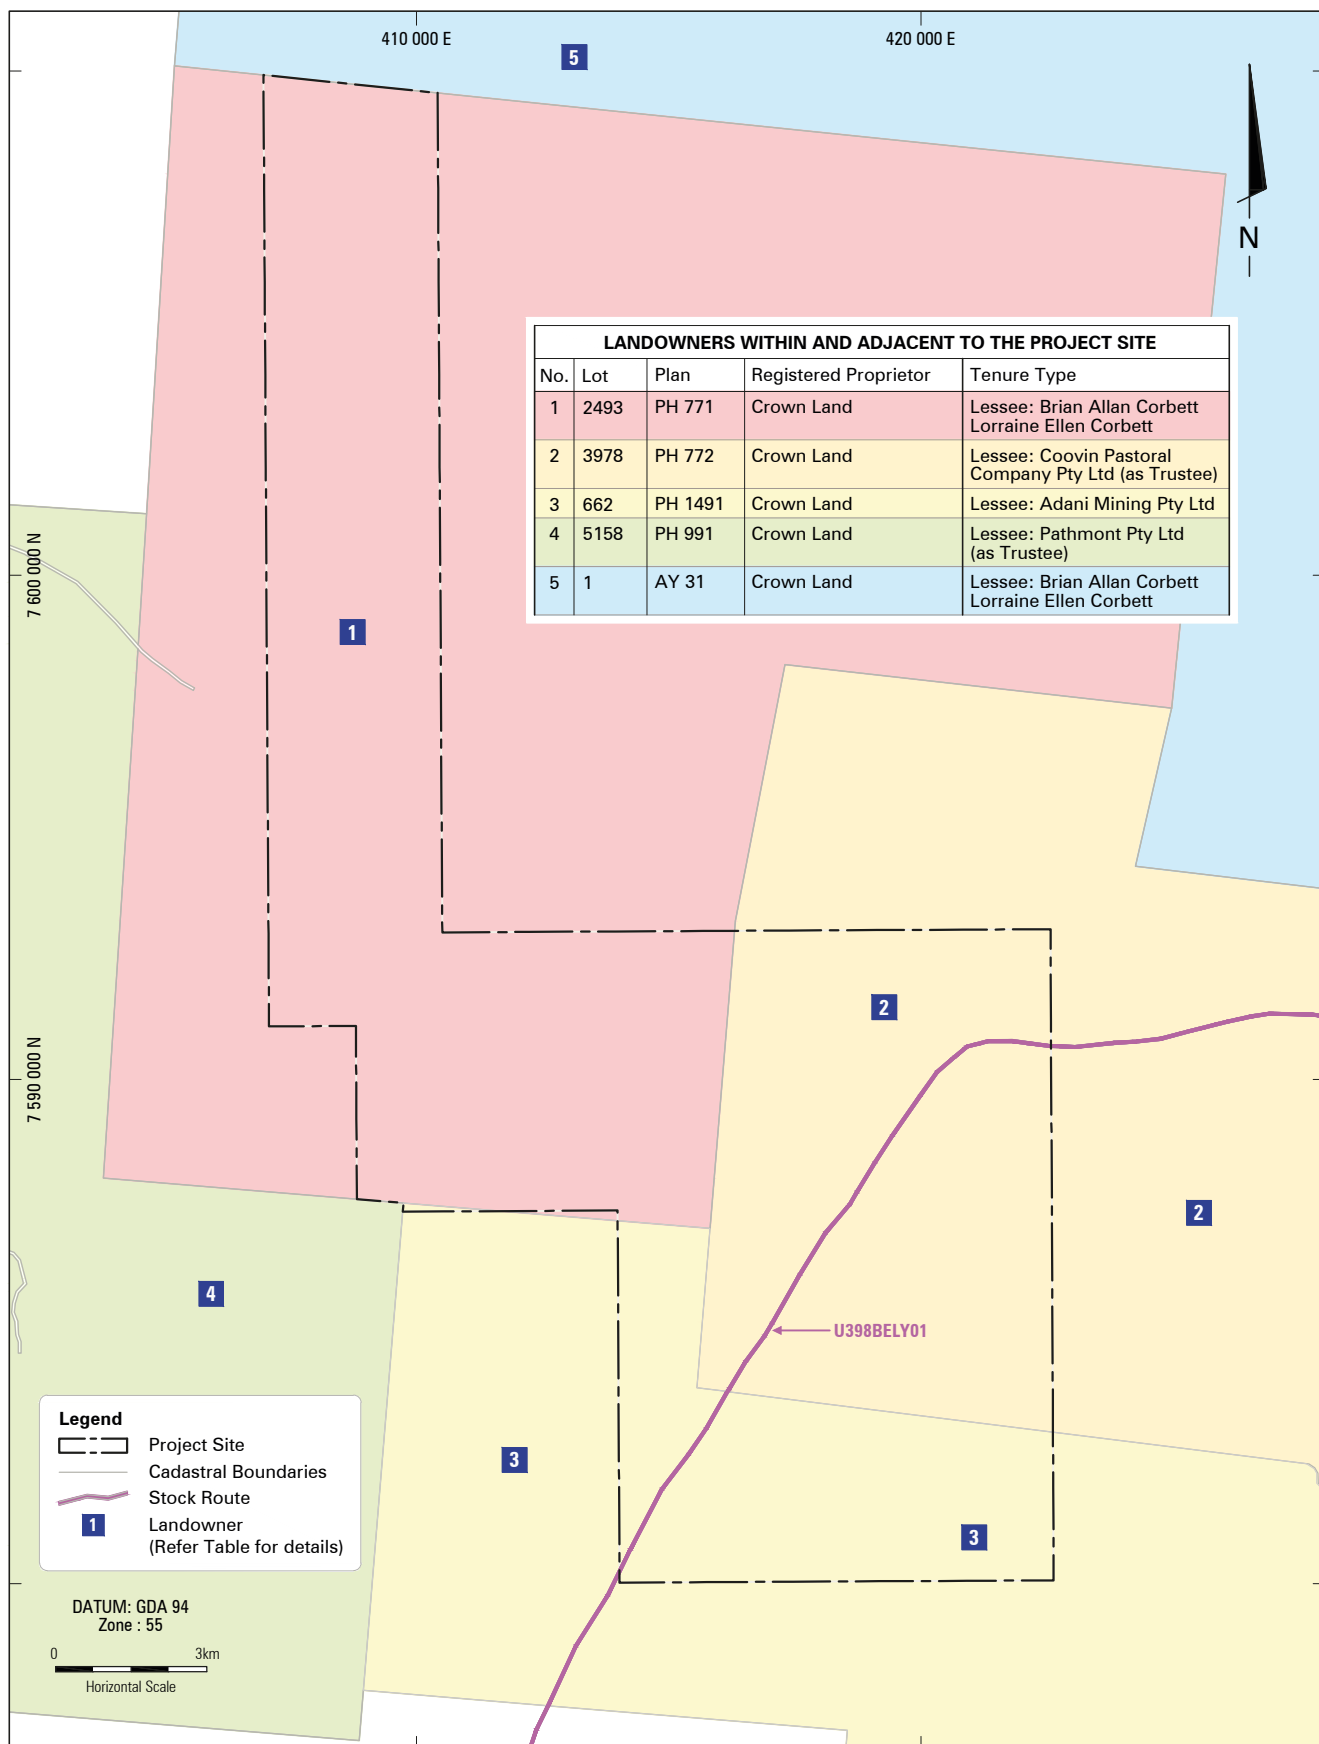 410 000 E
420 000 E
5
N
LANDOWNERS WITHIN AND ADJACENT TO THE PROJECT SITE
No. Lot Plan Registered Proprietor Tenure Type
1 2493 PH 771 Crown Land Lessee: Brian Allan Corbett
Lorraine Ellen Corbett
2 3978 PH 772 Crown Land Lessee: Coovin Pastoral
Company Pty Ltd (as Trustee)
3 662 PH 1491 Crown Land Lessee: Adani Mining Pty Ltd
4 5158 PH 991 Crown Land Lessee: Pathmont Pty Ltd
(as Trustee)
5 1 AY 31 Crown Land Lessee: Brian Allan Corbett
Lorraine Ellen Corbett
7 600 000 N
1
2
7 590 000 N
2
4
U398BELY01
3
3
Legend
Project Site
Cadastral Boundaries
Stock Route
1 Landowner
(Refer Table for details)
DATUM: GDA 94
Zone : 55
0 3km
Horizontal Scale